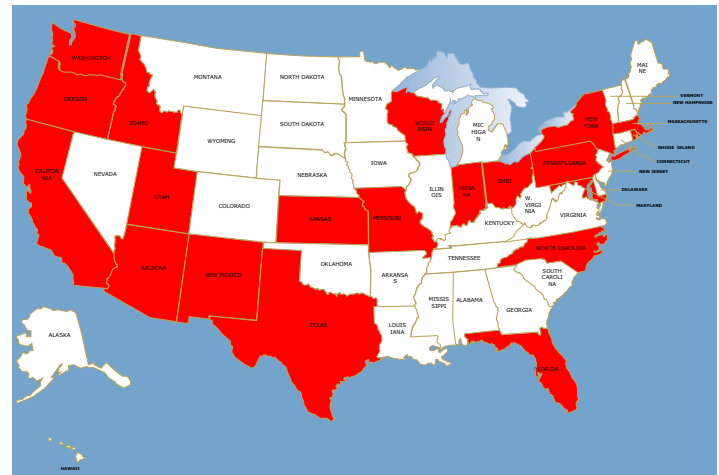 WASHINGTON
OREGON
CALIFOR
NIA
IDAHO
NEVADA
UTAH
ARIZONA
MONTANA
WYOMING
COLORADO
NEW MEXICO
NORTH DAKOTA
SOUTH DAKOTA
NEBRASKA
KANSAS
OKLAHOMA
TEXAS
MINNESOTA
IOWA
MISSOURI
ARKANSA
S
LOUIS
IANA
WISCO
NSIN
ILLIN
OIS
MIC
HIGA
N
INDIA
NA
OHIO
KENTUCKY
TENNESSEE
MISSIS
SIPPI
ALABAMA
GEORGIA
FLORIDA
SOUTH
CAROLI
NA
NORTH CAROLINA
VIRGINIA
W.
VIRGI
NIA
PENNSYLVANIA
NEW
YORK
MAI
NE
VERMONT
NEW HAMPSHIRE
MASSACHUSETTS
RHODE ISLAND
CONNECTICUT
NEW JERSEY
DELAWARE
MARYLAND
ALASKA
HAWAII